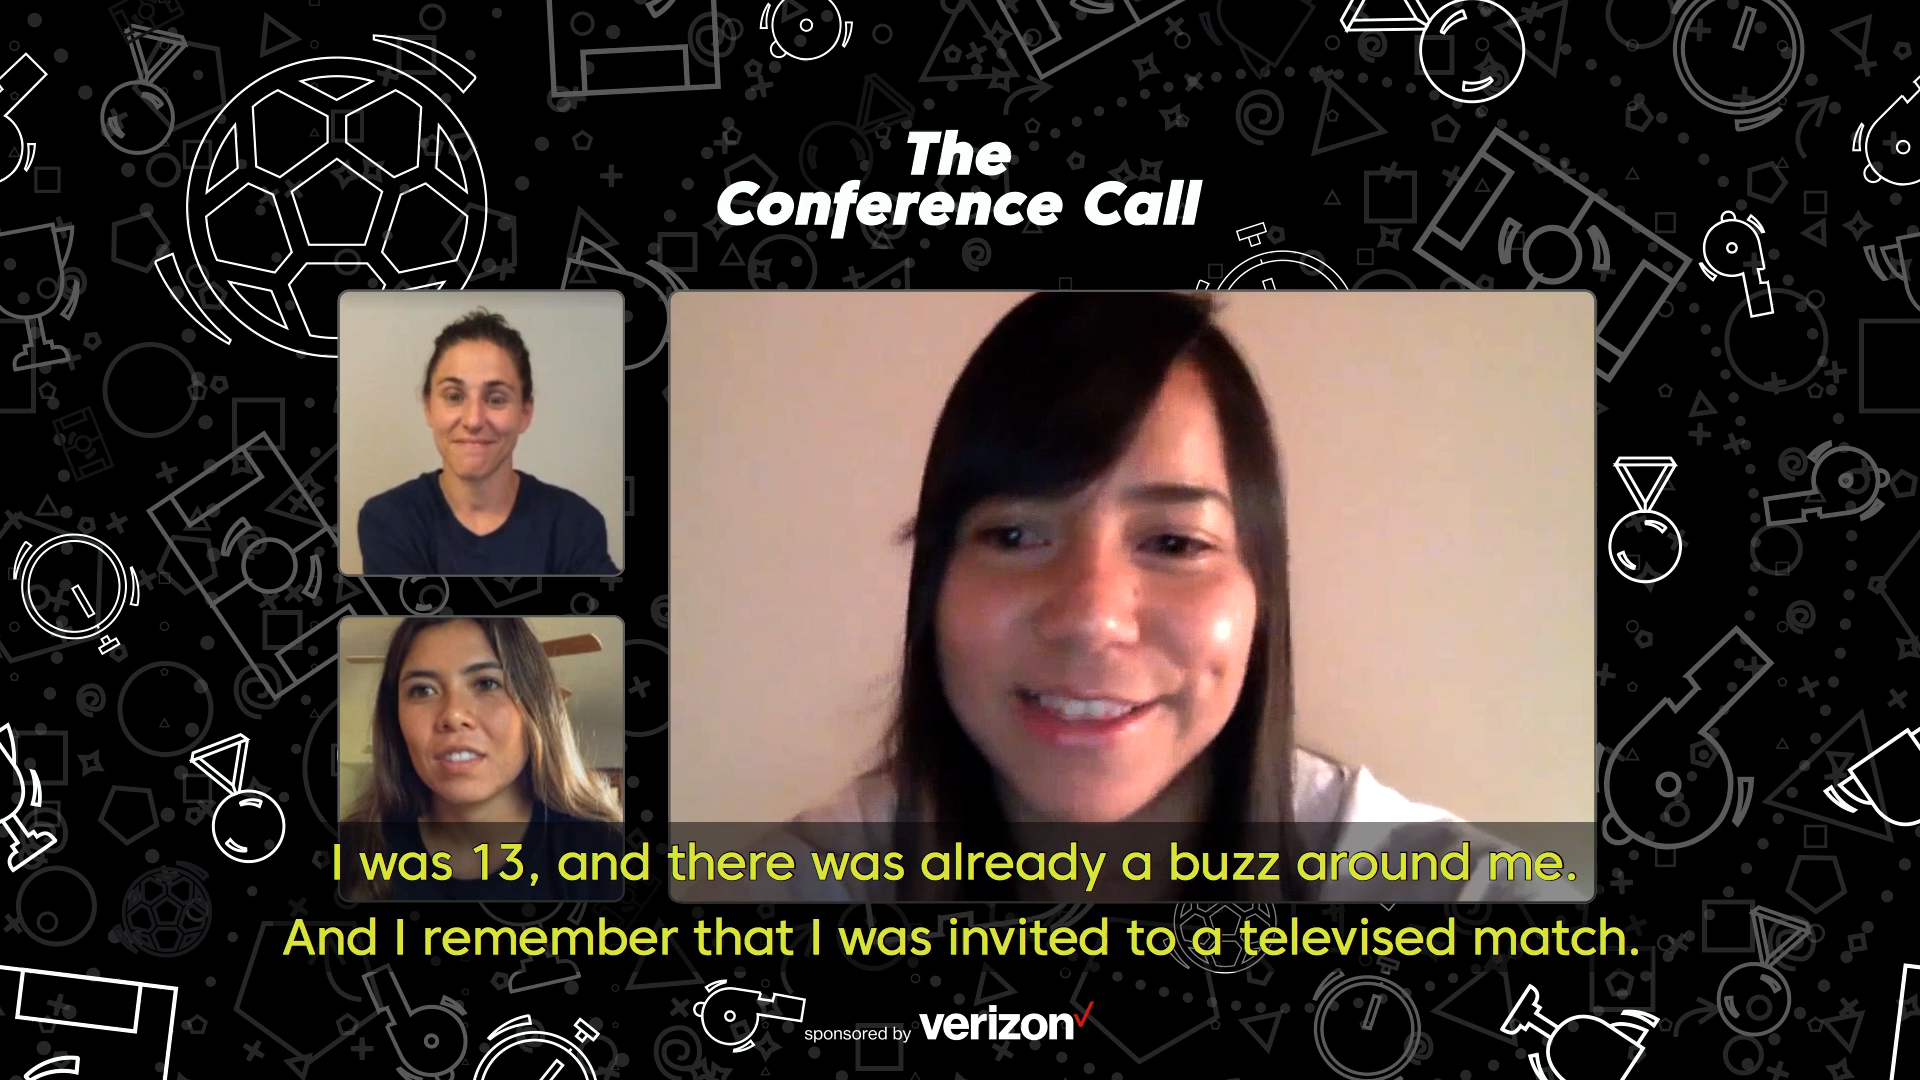 The
Conference Call
I was 13, and there was already a buzz around me.
And I remember that I was invited to a televised match.
sponsored by verizon